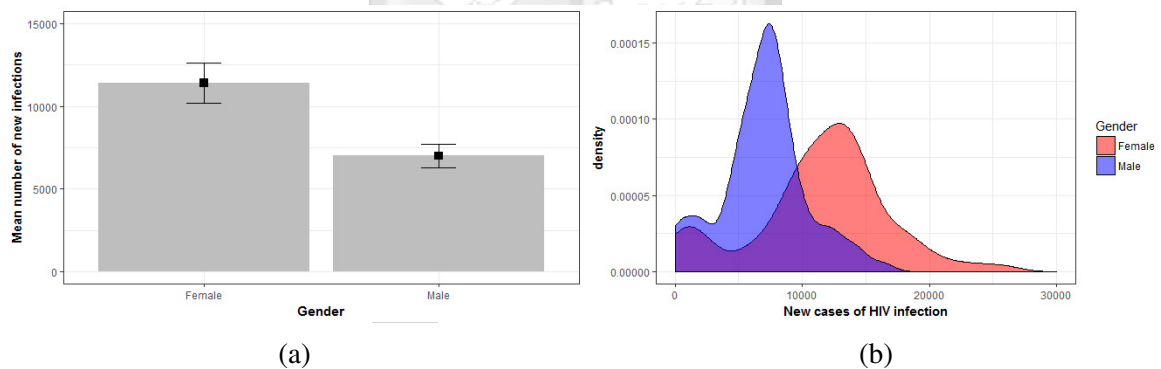 Mean number of new infections
15000
10000
5000
0
Female
Male
Gender
(a)
density
0.00015
0.00010
0.00005
0.00000
0
10000
20000
30000
New cases of HIV infection
Gender
Female
Male
(b)